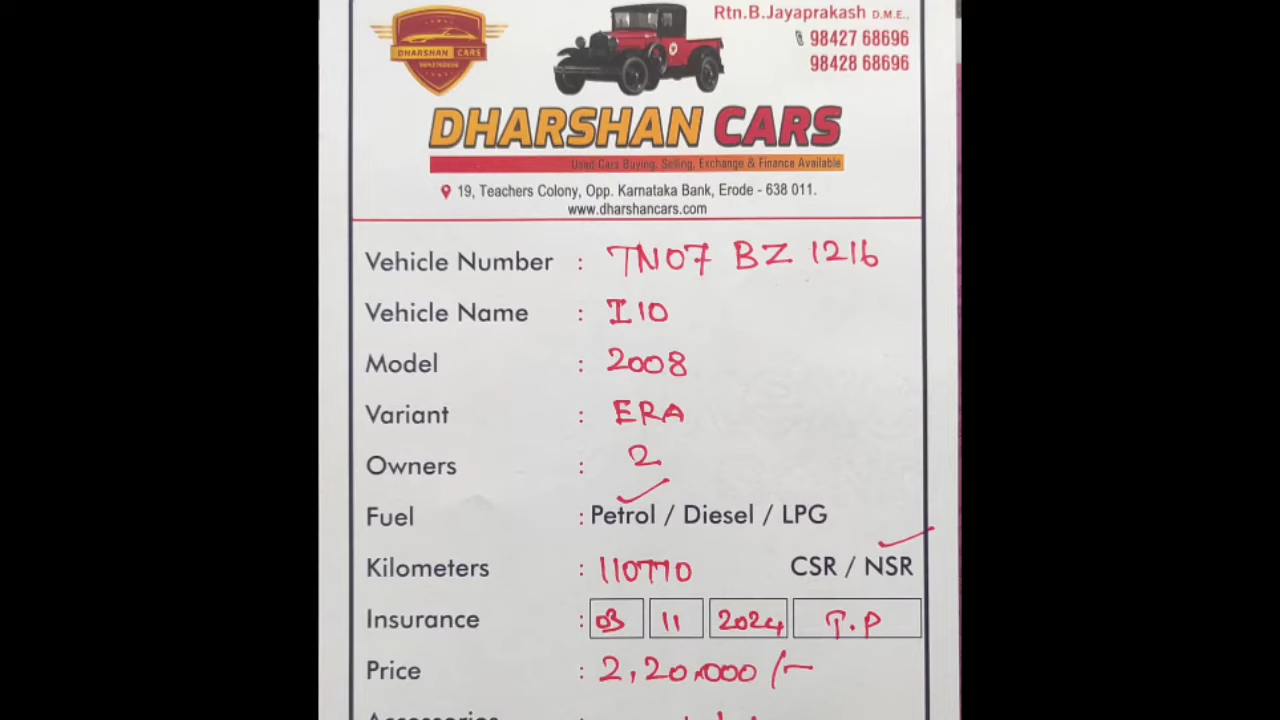 DHARSHAN CARS
Rtn.B.Jayaprakash D.M.E.,
98427 68696
98428 68696
DHARSHAN CARS
Used Cars Buying, Selling, Exchange & Finance Available
19, Teachers Colony, Opp. Karnataka Bank, Erode - 638 011.
www.dharshancars.com
Vehicle Number : TN07 BZ 1216
Vehicle Name : I10
Model : 2008
Variant : ERA
Owners : 2
Fuel : Petrol / Diesel / LPG
Kilometers : 110770 CSR / NSR
Insurance : 03 11 2024 T.P
Price : 2,20,000/-